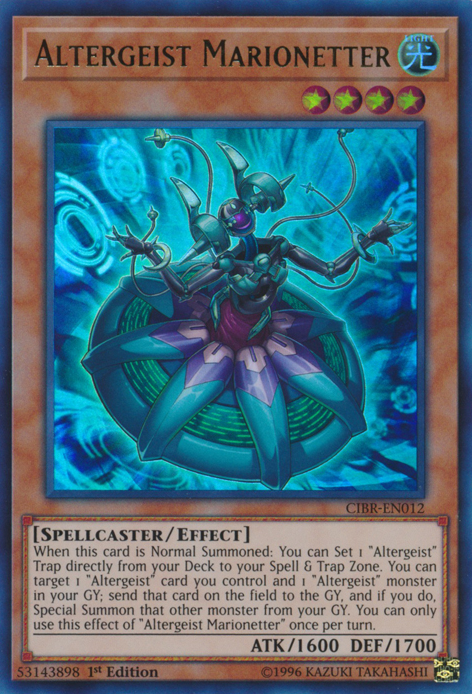 ALTERGEIST MARIONETTER
LIGHT
光
CIBR-EN012
[SPELLCASTER/EFFECT]
When this card is Normal Summoned: You can Set 1 "Altergeist"
Trap directly from your Deck to your Spell & Trap Zone. You can
target 1 "Altergeist" card you control and 1 "Altergeist" monster
in your GY; send that card on the field to the GY, and if you do,
Special Summon that other monster from your GY. You can only
use this effect of "Altergeist Marionetter" once per turn.
ATK/1600 DEF/1700
53143898 1st Edition ©1996 KAZUKI TAKAHASHI